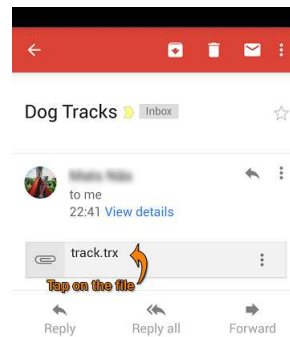 Dog Tracks Inbox
to me
22:41 View details
track.trx
Tap on the file
Reply Reply all Forward